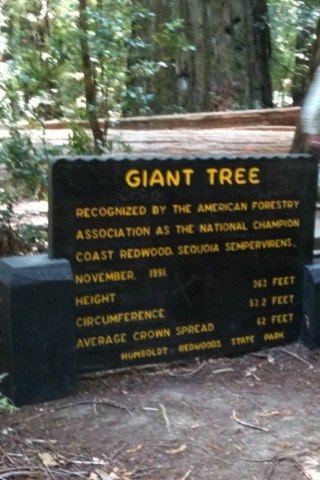 GIANT TREE
RECOGNIZED BY THE AMERICAN FORESTRY
ASSOCIATION AS THE NATIONAL CHAMPION
COAST REDWOOD, SEQUOIA SEMPERVIRENS,
NOVEMBER, 1991.
HEIGHT 363 FEET
CIRCUMFERENCE 53.2 FEET
AVERAGE CROWN SPREAD 62 FEET
HUMBOLDT REDWOODS STATE PARK